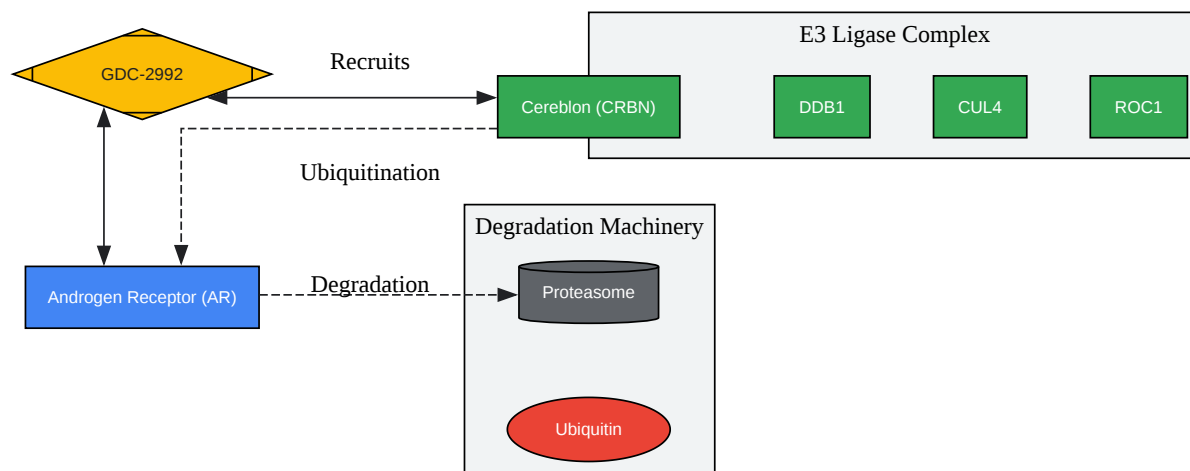 E3 Ligase Complex
GDC-2992
Recruits
Cereblon (CRBN)
DDB1
CUL4
ROC1
Ubiquitination
Degradation Machinery
Androgen Receptor (AR)
Degradation
Proteasome
Ubiquitin